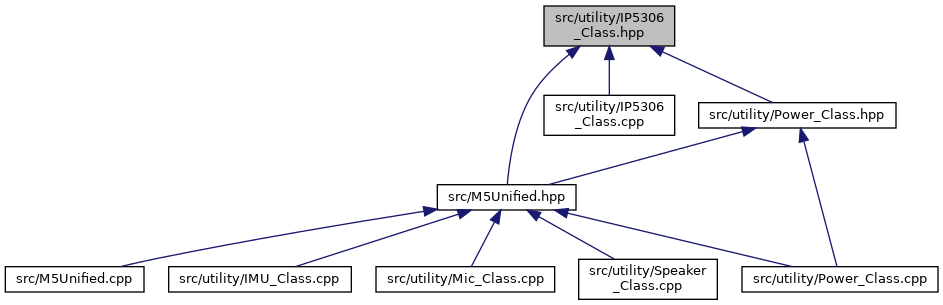 src/utility/IP5306
_Class.hpp
src/utility/IP5306
_Class.cpp
src/utility/Power_Class.hpp
src/M5Unified.hpp
src/M5Unified.cpp
src/utility/IMU_Class.cpp
src/utility/Mic_Class.cpp
src/utility/Speaker
_Class.cpp
src/utility/Power_Class.cpp